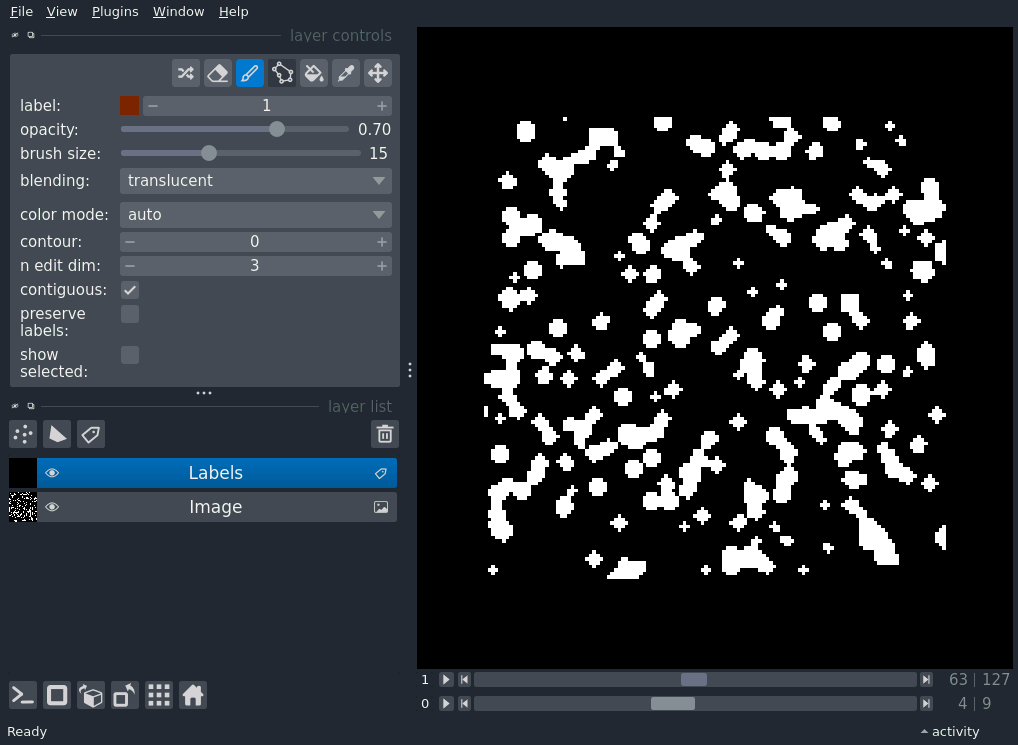 File View Plugins Window Help
layer controls
label: 1
opacity: 0.70
brush size: 15
blending: translucent
color mode: auto
contour: 0
n edit dim: 3
contiguous:
preserve
labels:
show
selected:
layer list
Labels
Image
1 63 | 127
0 4 | 9
Ready activity